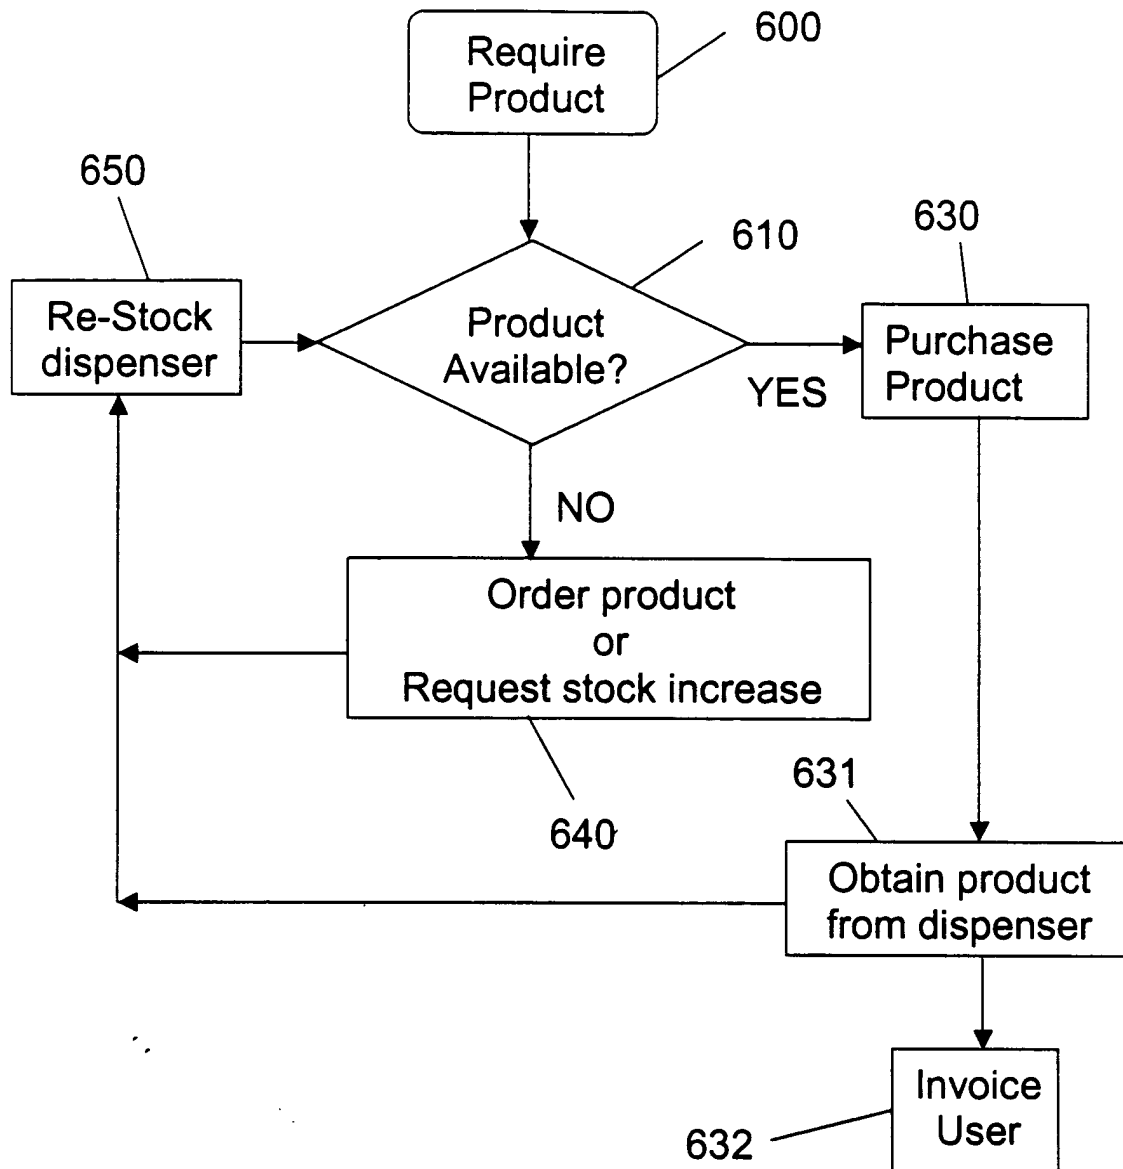 Require
Product
600
650
610
630
Re-Stock
dispenser
Product
Available?
YES
Purchase
Product
NO
Order product
or
Request stock increase
640
631
Obtain product
from dispenser
Invoice
User
632